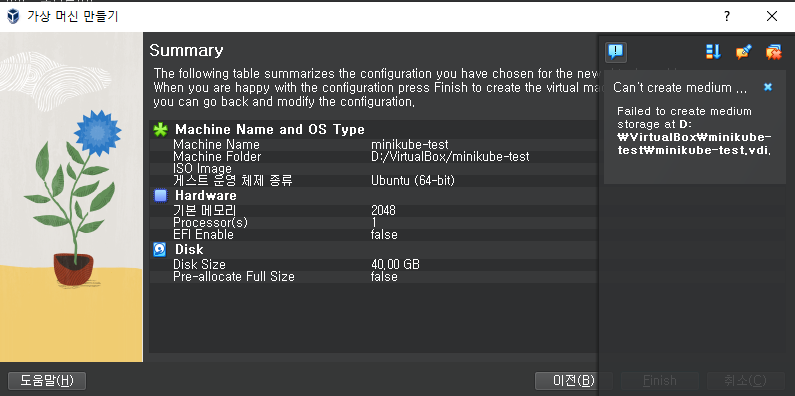 가상 머신 만들기
?
Summary
The following table summarizes the configuration you have chosen for the new
When you are happy with the configuration press Finish to create the virtual ma
you can go back and modify the configuration.
Machine Name and OS Type
Machine Name minikube-test
Machine Folder D:/VirtualBox/minikube-test
ISO Image
게스트 운영 체제 종류 Ubuntu (64-bit)
Hardware
기본 메모리 2048
Processor(s) 1
EFI Enable false
Disk
Disk Size 40,00 GB
Pre-allocate Full Size false
Can't create medium ...
Failed to create medium
storage at D:
₩VirtualBox₩minikube-
test₩minikube-test.vdi.
도움말(H)
이전(B)
Finish
취소(C)